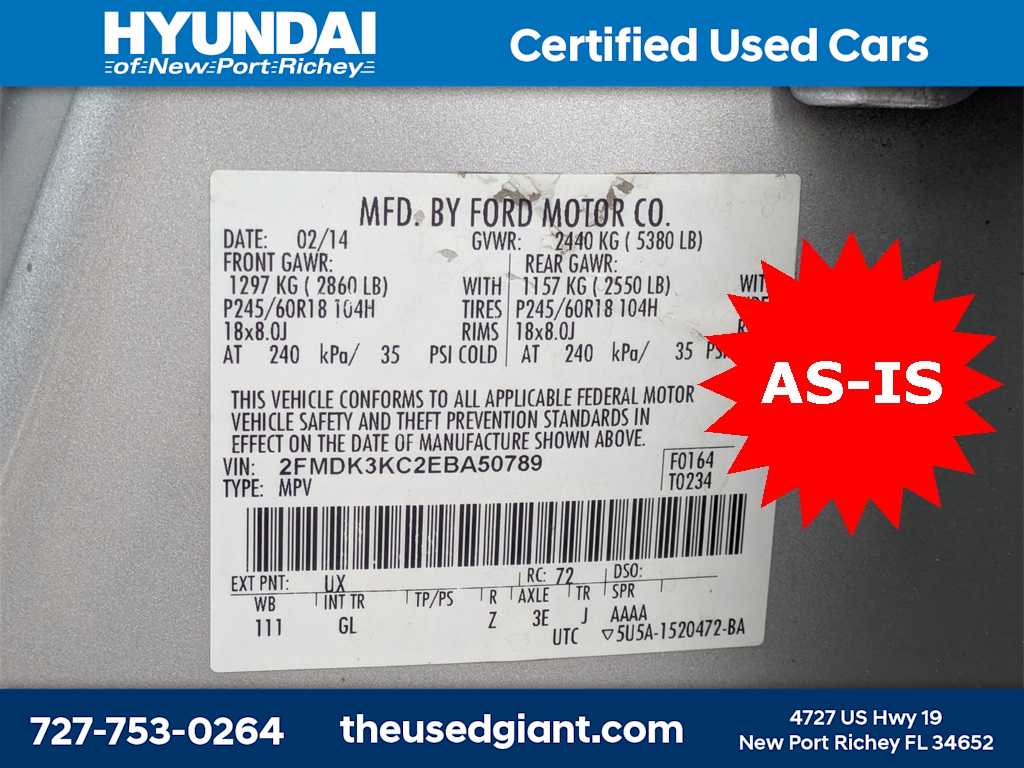 HYUNDAI
of New Port Richey
Certified Used Cars
MFD. BY FORD MOTOR CO.
DATE: 02/14 GVWR: 2440 KG ( 5380 LB)
FRONT GAWR: REAR GAWR:
1297 KG ( 2860 LB) WITH 1157 KG ( 2550 LB)
P245/60R18 104H TIRES P245/60R18 104H
18x8.0J RIMS 18x8.0J
AT 240 kPa/ 35 PSI COLD AT 240 kPa/ 35
AS-IS
THIS VEHICLE CONFORMS TO ALL APPLICABLE FEDERAL MOTOR
VEHICLE SAFETY AND THEFT PREVENTION STANDARDS IN
EFFECT ON THE DATE OF MANUFACTURE SHOWN ABOVE.
VIN: 2FMDK3KC2EBA50789 F0164
TYPE: MPV T0234
EXT PNT: UX RC: 72 DSO:
WB INT TR TP/PS R AXLE TR SPR
111 GL Z 3E J AAAA
UTC ▽5U5A-1520472-BA
727-753-0264
theusedgiant.com
4727 US Hwy 19
New Port Richey FL 34652